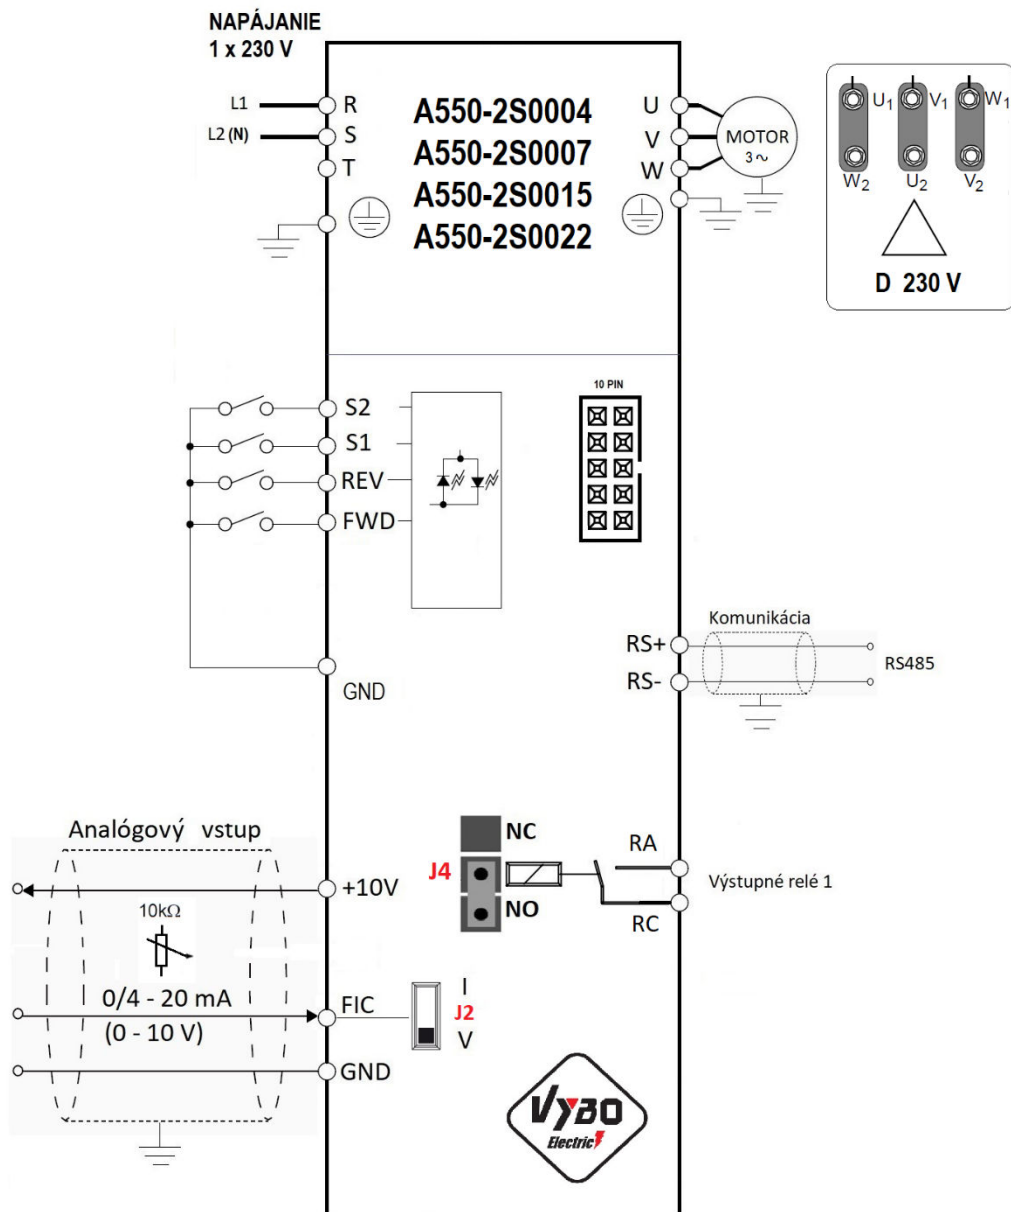 NAPÁJANIE
1 x 230 V
L1
R
L2 (N)
S
T
A550-2S0004
A550-2S0007
A550-2S0015
A550-2S0022
U
V
W
MOTOR
3 ~
U1
V1
W1
W2
U2
V2
D 230 V
S2
S1
REV
FWD
GND
10 PIN
Komunikácia
RS+
RS-
RS485
Analógový vstup
+10V
10kΩ
0/4 - 20 mA
(0 - 10 V)
FIC
GND
NC
J4
NO
RA
RC
Výstupné relé 1
I
J2
V
VYBO
Electric